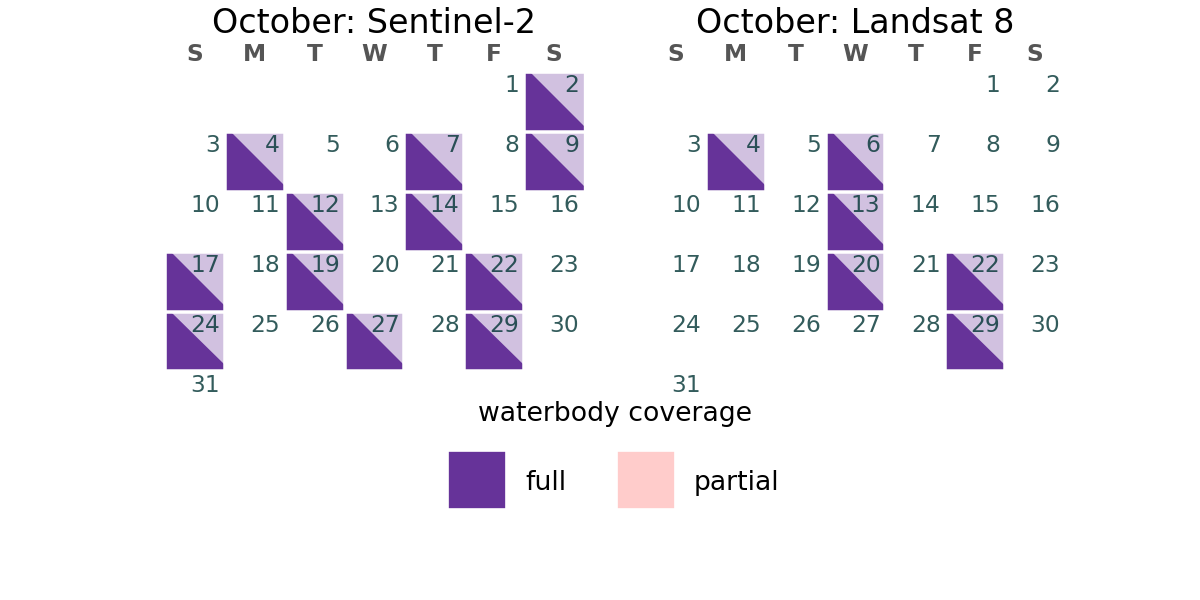 October: Sentinel-2
S M T W T F S
1 2
3 4 5 6 7 8 9
10 11 12 13 14 15 16
17 18 19 20 21 22 23
24 25 26 27 28 29 30
31
October: Landsat 8
S M T W T F S
1 2
3 4 5 6 7 8 9
10 11 12 13 14 15 16
17 18 19 20 21 22 23
24 25 26 27 28 29 30
31
waterbody coverage
full partial